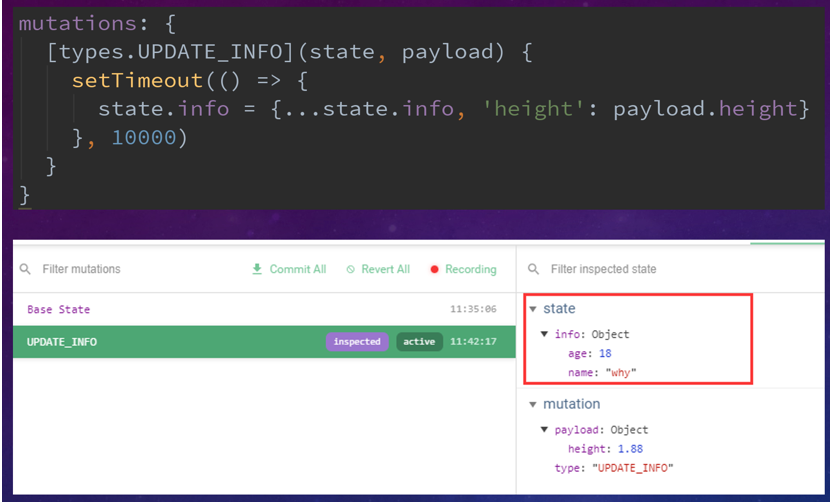 mutations: {
[types.UPDATE_INFO](state, payload) {
setTimeout(() => {
state.info = {...state.info, 'height': payload.height}
}, 10000)
}
}
Filter mutations
Commit All
Revert All
Recording
Filter inspected state
Base State 11:35:06
UPDATE_INFO inspected active 11:42:17
state
info: Object
age: 18
name: "why"
mutation
payload: Object
height: 1.88
type: "UPDATE_INFO"